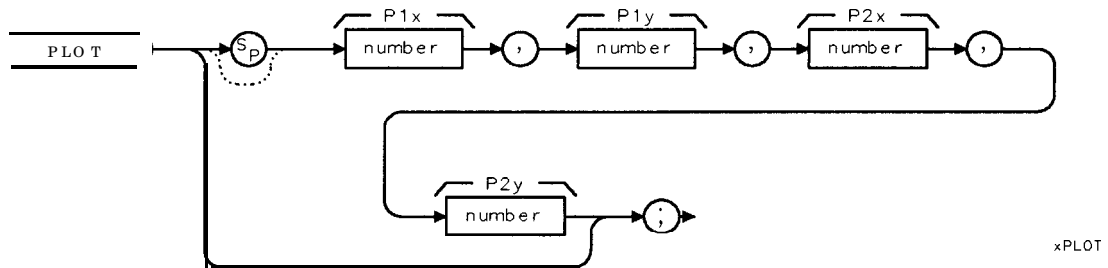 P1x P1y P2x
PLOT SP number , number , number ,
P2y
number ;
xPLOT